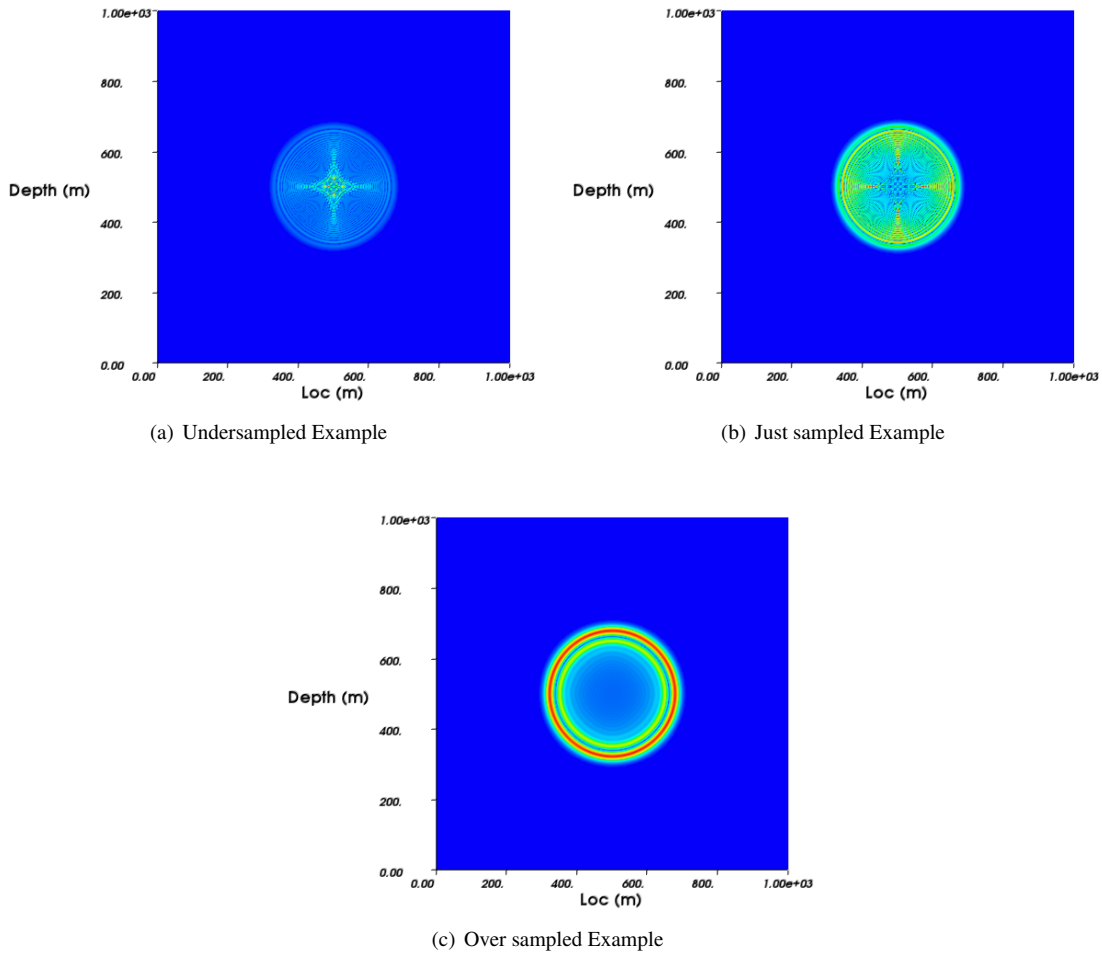 1.00e+03
800.
600.
Depth (m)
400.
200.
0.00
0.00 200. 400. 600. 800. 1.00e+03
Loc (m)
(a) Undersampled Example
1.00e+03
800.
600.
Depth (m)
400.
200.
0.00
0.00 200. 400. 600. 800. 1.00e+03
Loc (m)
(b) Just sampled Example
1.00e+03
800.
600.
Depth (m)
400.
200.
0.00
0.00 200. 400. 600. 800. 1.00e+03
Loc (m)
(c) Over sampled Example